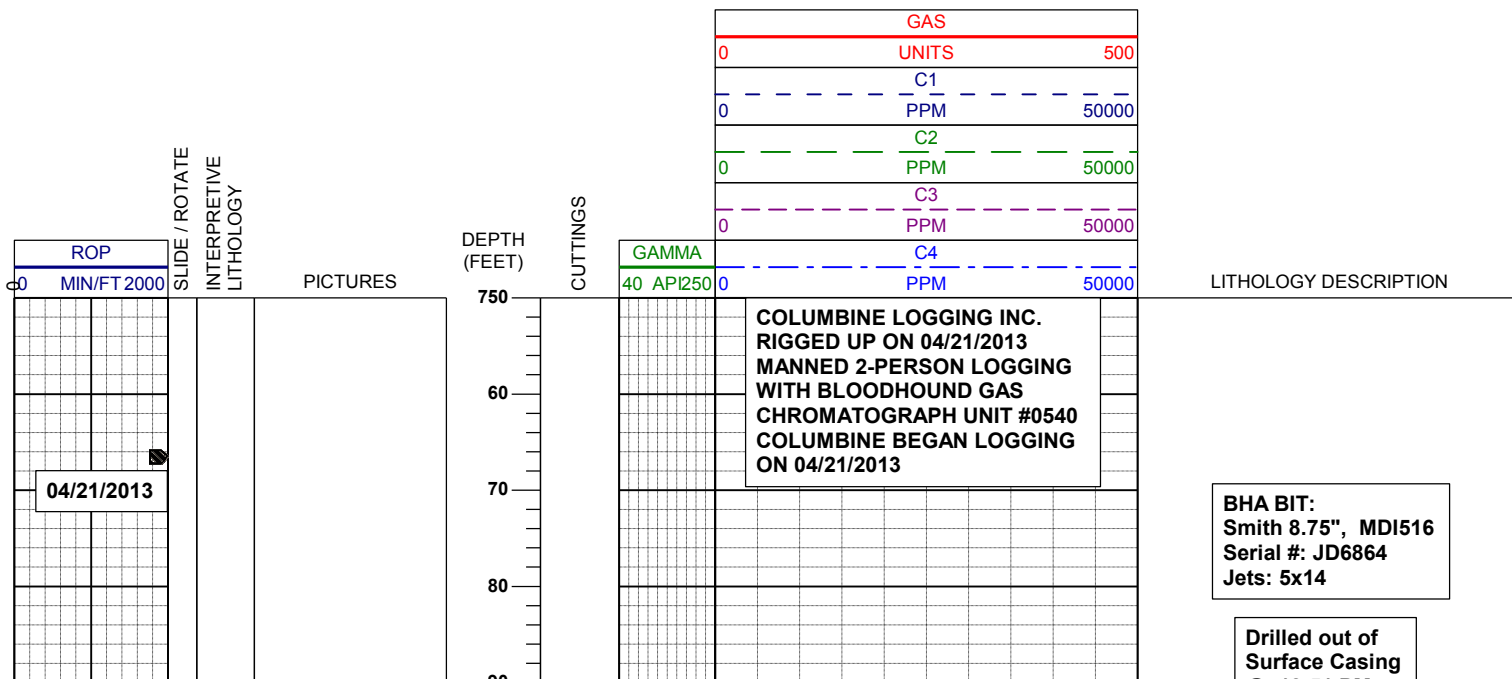 GAS
0 UNITS 500
C1
0 PPM 50000
C2
0 PPM 50000
C3
0 PPM 50000
C4
0 PPM 50000
ROP
0 MIN/FT 2000
SLIDE / ROTATE
INTERPRETIVE
LITHOLOGY
PICTURES
DEPTH
(FEET)
CUTTINGS
GAMMA
40 API 250
LITHOLOGY DESCRIPTION
750
COLUMBINE LOGGING INC.
RIGGED UP ON 04/21/2013
MANNED 2-PERSON LOGGING
WITH BLOODHOUND GAS
CHROMATOGRAPH UNIT #0540
COLUMBINE BEGAN LOGGING
ON 04/21/2013
60
04/21/2013
70
BHA BIT:
Smith 8.75", MDI516
Serial #: JD6864
Jets: 5x14
80
Drilled out of
Surface Casing